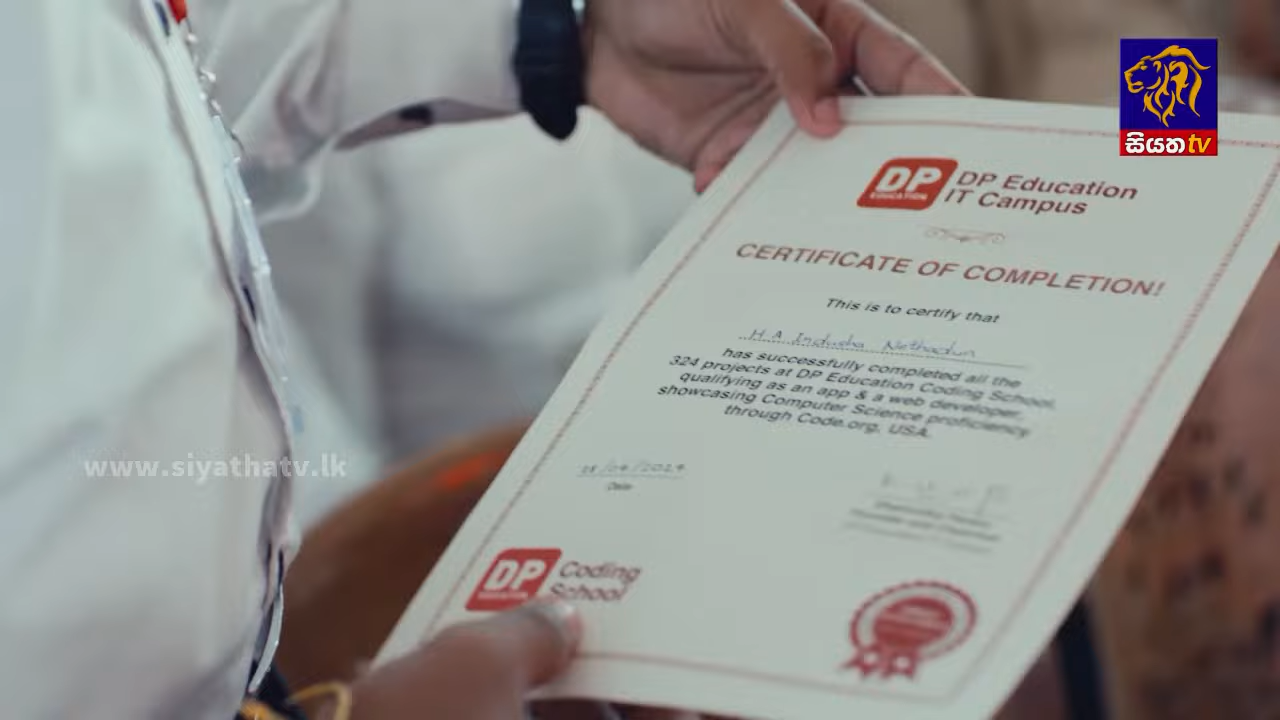 සියත tv
DP
EDUCATION
DP Education
IT Campus
CERTIFICATE OF COMPLETION!
This is to certify that
H A Indusha Nethadun
has successfully completed all the
324 projects at DP Education Coding School,
qualifying as an app & a web developer,
showcasing Computer Science proficiency
through Code.org, USA.
www.siyathatv.lk
Date
DP
EDUCATION
Coding
School